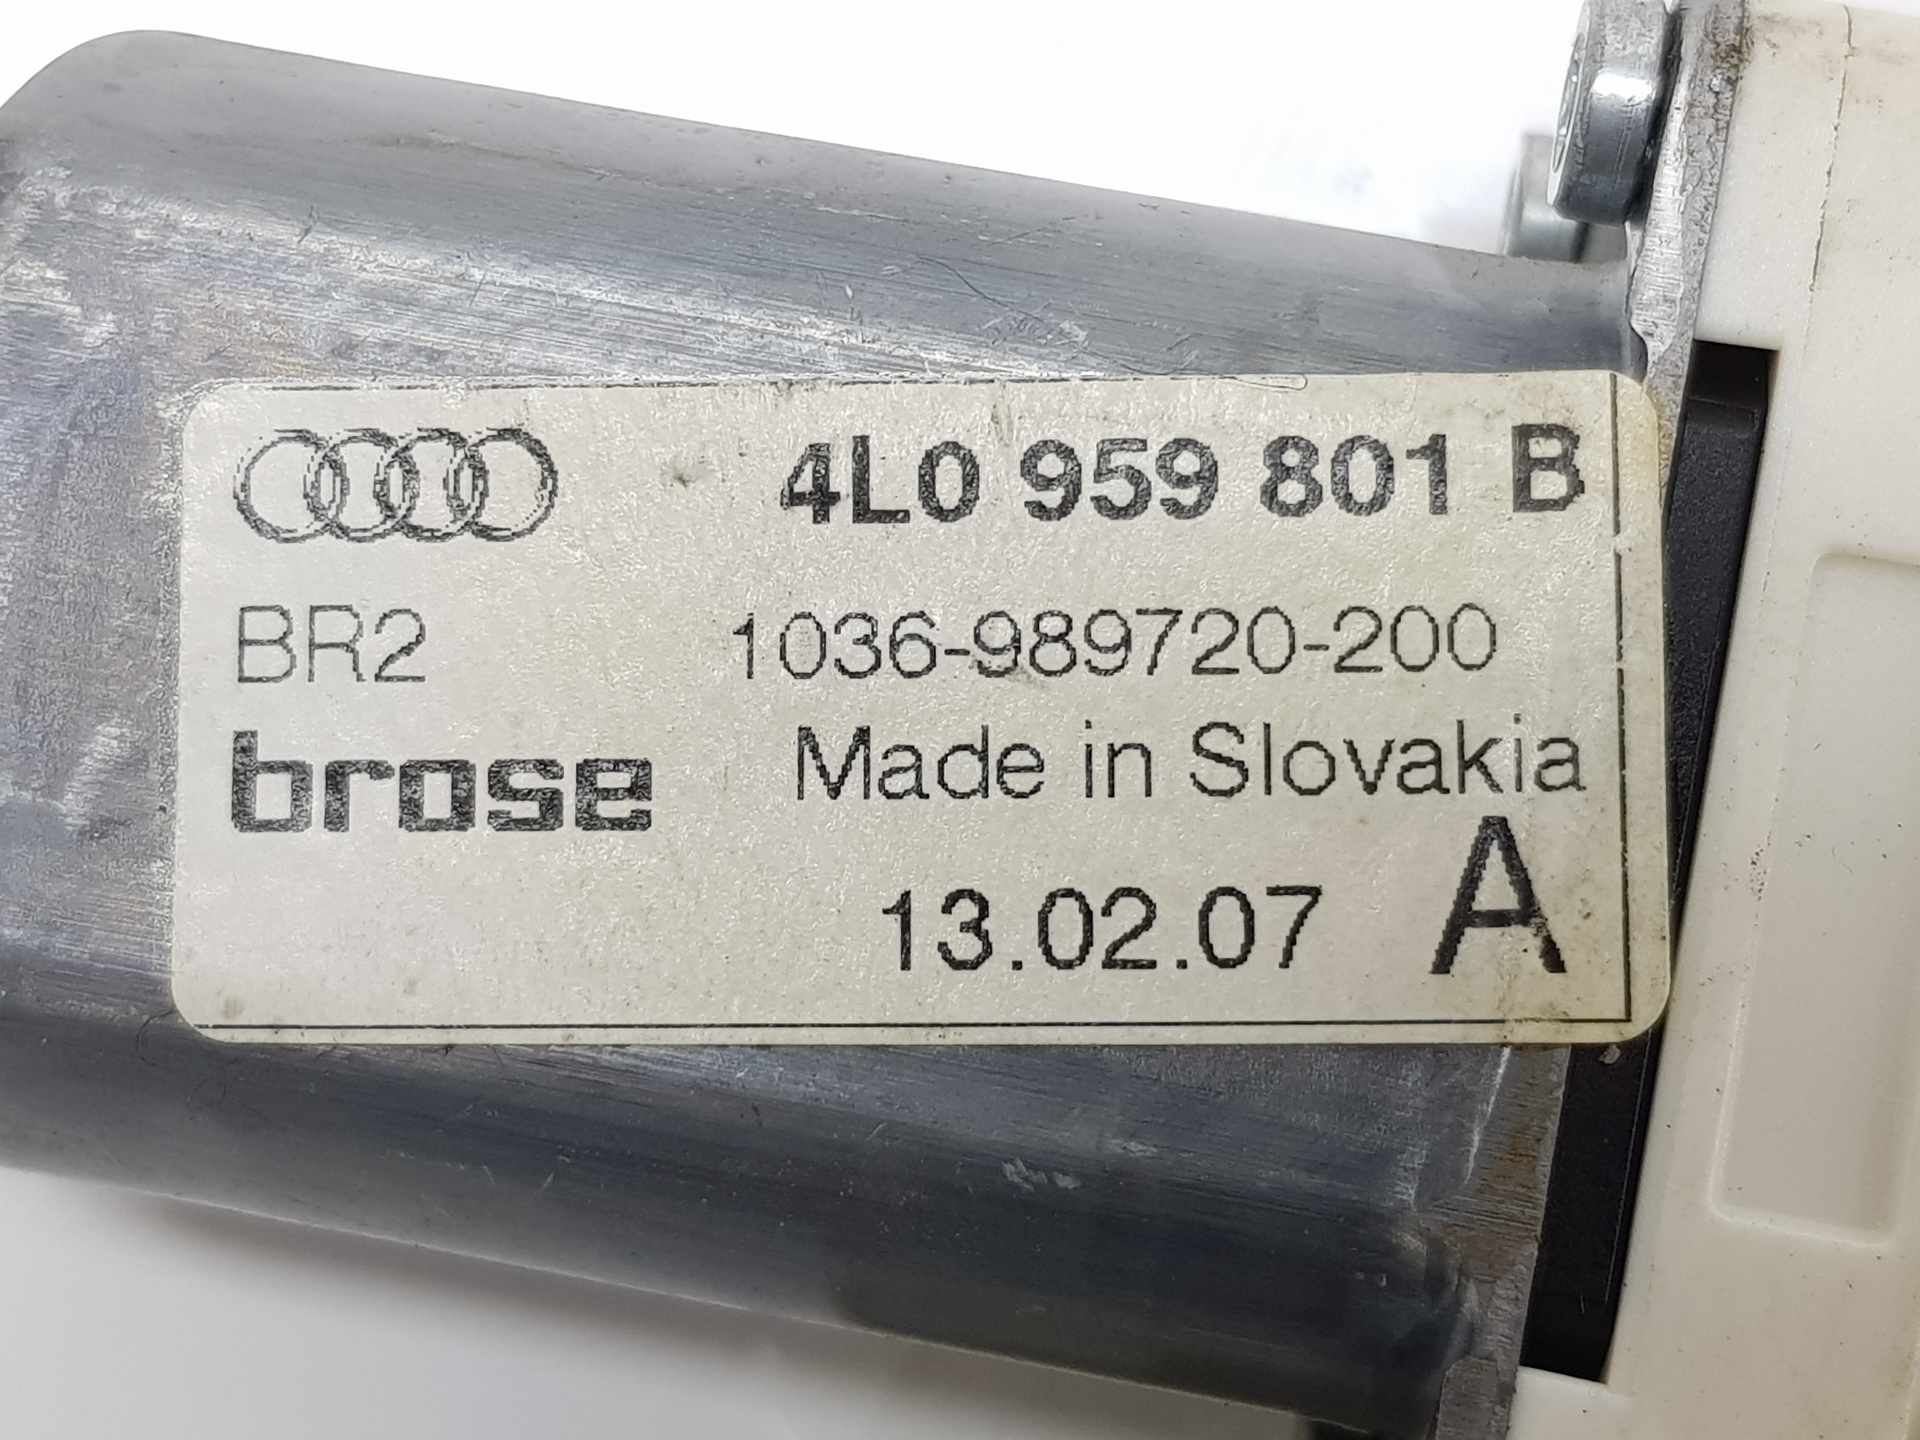 4L0 959 801 B
BR2 1036-989720-200
brose Made in Slovakia
13.02.07 A